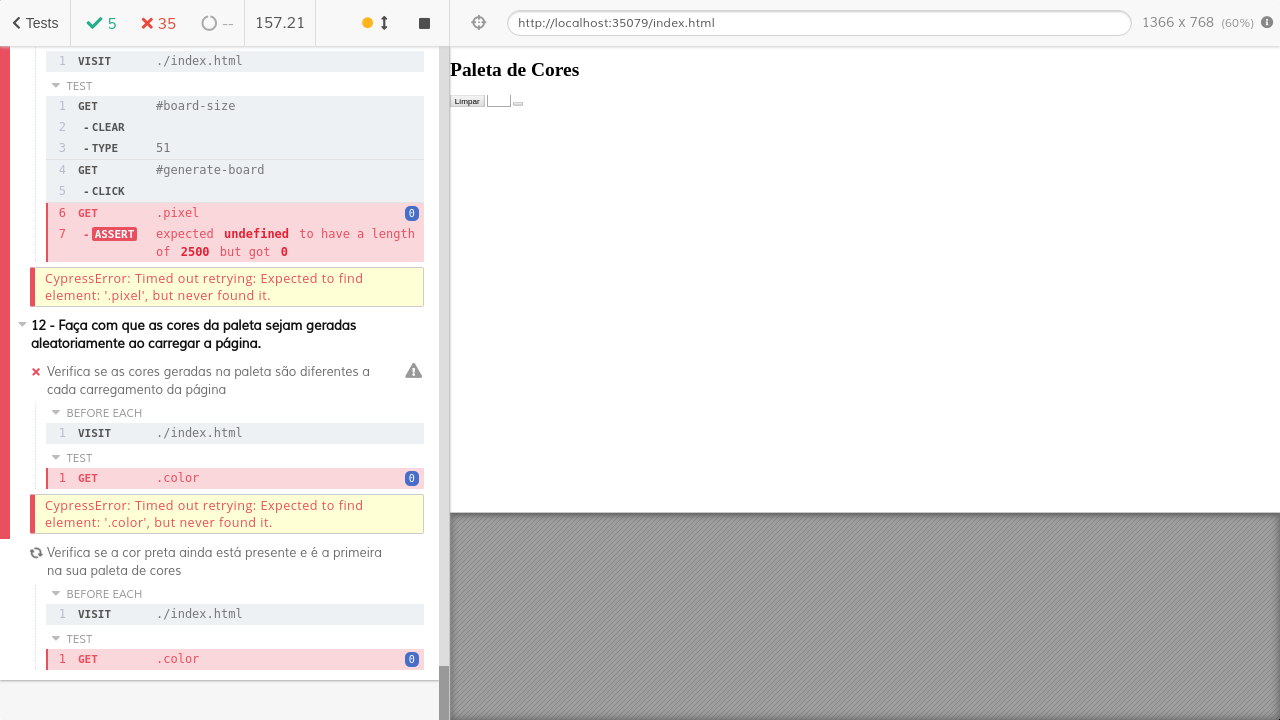 Tests 5 35 -- 157.21
http://localhost:35079/index.html 1366 x 768 (60%)
1 VISIT ./index.html
TEST
1 GET #board-size
2 - CLEAR
3 - TYPE 51
4 GET #generate-board
5 - CLICK
6 GET .pixel 0
7 - ASSERT expected undefined to have a length
of 2500 but got 0
CypressError: Timed out retrying: Expected to find
element: '.pixel', but never found it.
12 - Faça com que as cores da paleta sejam geradas
aleatoriamente ao carregar a página.
Verifica se as cores geradas na paleta são diferentes a
cada carregamento da página
BEFORE EACH
1 VISIT ./index.html
TEST
1 GET .color 0
CypressError: Timed out retrying: Expected to find
element: '.color', but never found it.
Verifica se a cor preta ainda está presente e é a primeira
na sua paleta de cores
BEFORE EACH
1 VISIT ./index.html
TEST
1 GET .color 0
Paleta de Cores
Limpar